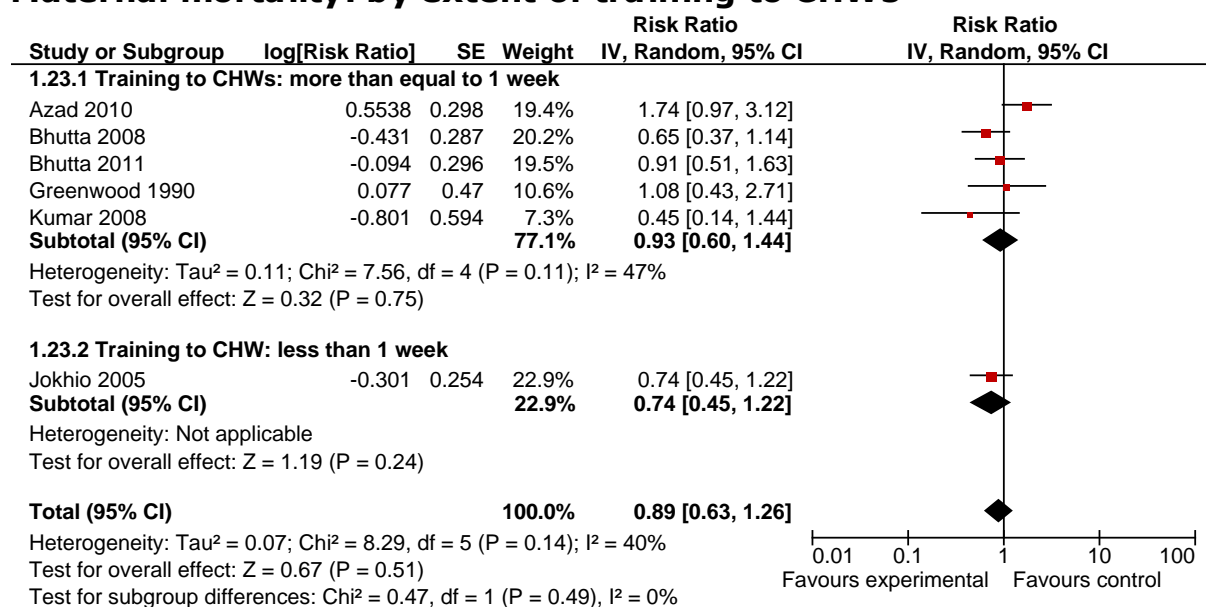 Maternal mortality: by extent of training to CHWs
Risk Ratio Risk Ratio
Study or Subgroup log[Risk Ratio] SE Weight IV, Random, 95% CI IV, Random, 95% CI
1.23.1 Training to CHWs: more than equal to 1 week
Azad 2010 0.5538 0.298 19.4% 1.74 [0.97, 3.12]
Bhutta 2008 -0.431 0.287 20.2% 0.65 [0.37, 1.14]
Bhutta 2011 -0.094 0.296 19.5% 0.91 [0.51, 1.63]
Greenwood 1990 0.077 0.47 10.6% 1.08 [0.43, 2.71]
Kumar 2008 -0.801 0.594 7.3% 0.45 [0.14, 1.44]
Subtotal (95% CI) 77.1% 0.93 [0.60, 1.44]
Heterogeneity: Tau² = 0.11; Chi² = 7.56, df = 4 (P = 0.11); I² = 47%
Test for overall effect: Z = 0.32 (P = 0.75)
1.23.2 Training to CHW: less than 1 week
Jokhio 2005 -0.301 0.254 22.9% 0.74 [0.45, 1.22]
Subtotal (95% CI) 22.9% 0.74 [0.45, 1.22]
Heterogeneity: Not applicable
Test for overall effect: Z = 1.19 (P = 0.24)
Total (95% CI) 100.0% 0.89 [0.63, 1.26]
Heterogeneity: Tau² = 0.07; Chi² = 8.29, df = 5 (P = 0.14); I² = 40%
Test for overall effect: Z = 0.67 (P = 0.51)
Test for subgroup differences: Chi² = 0.47, df = 1 (P = 0.49), I² = 0%
0.01 0.1 1 10 100
Favours experimental Favours control